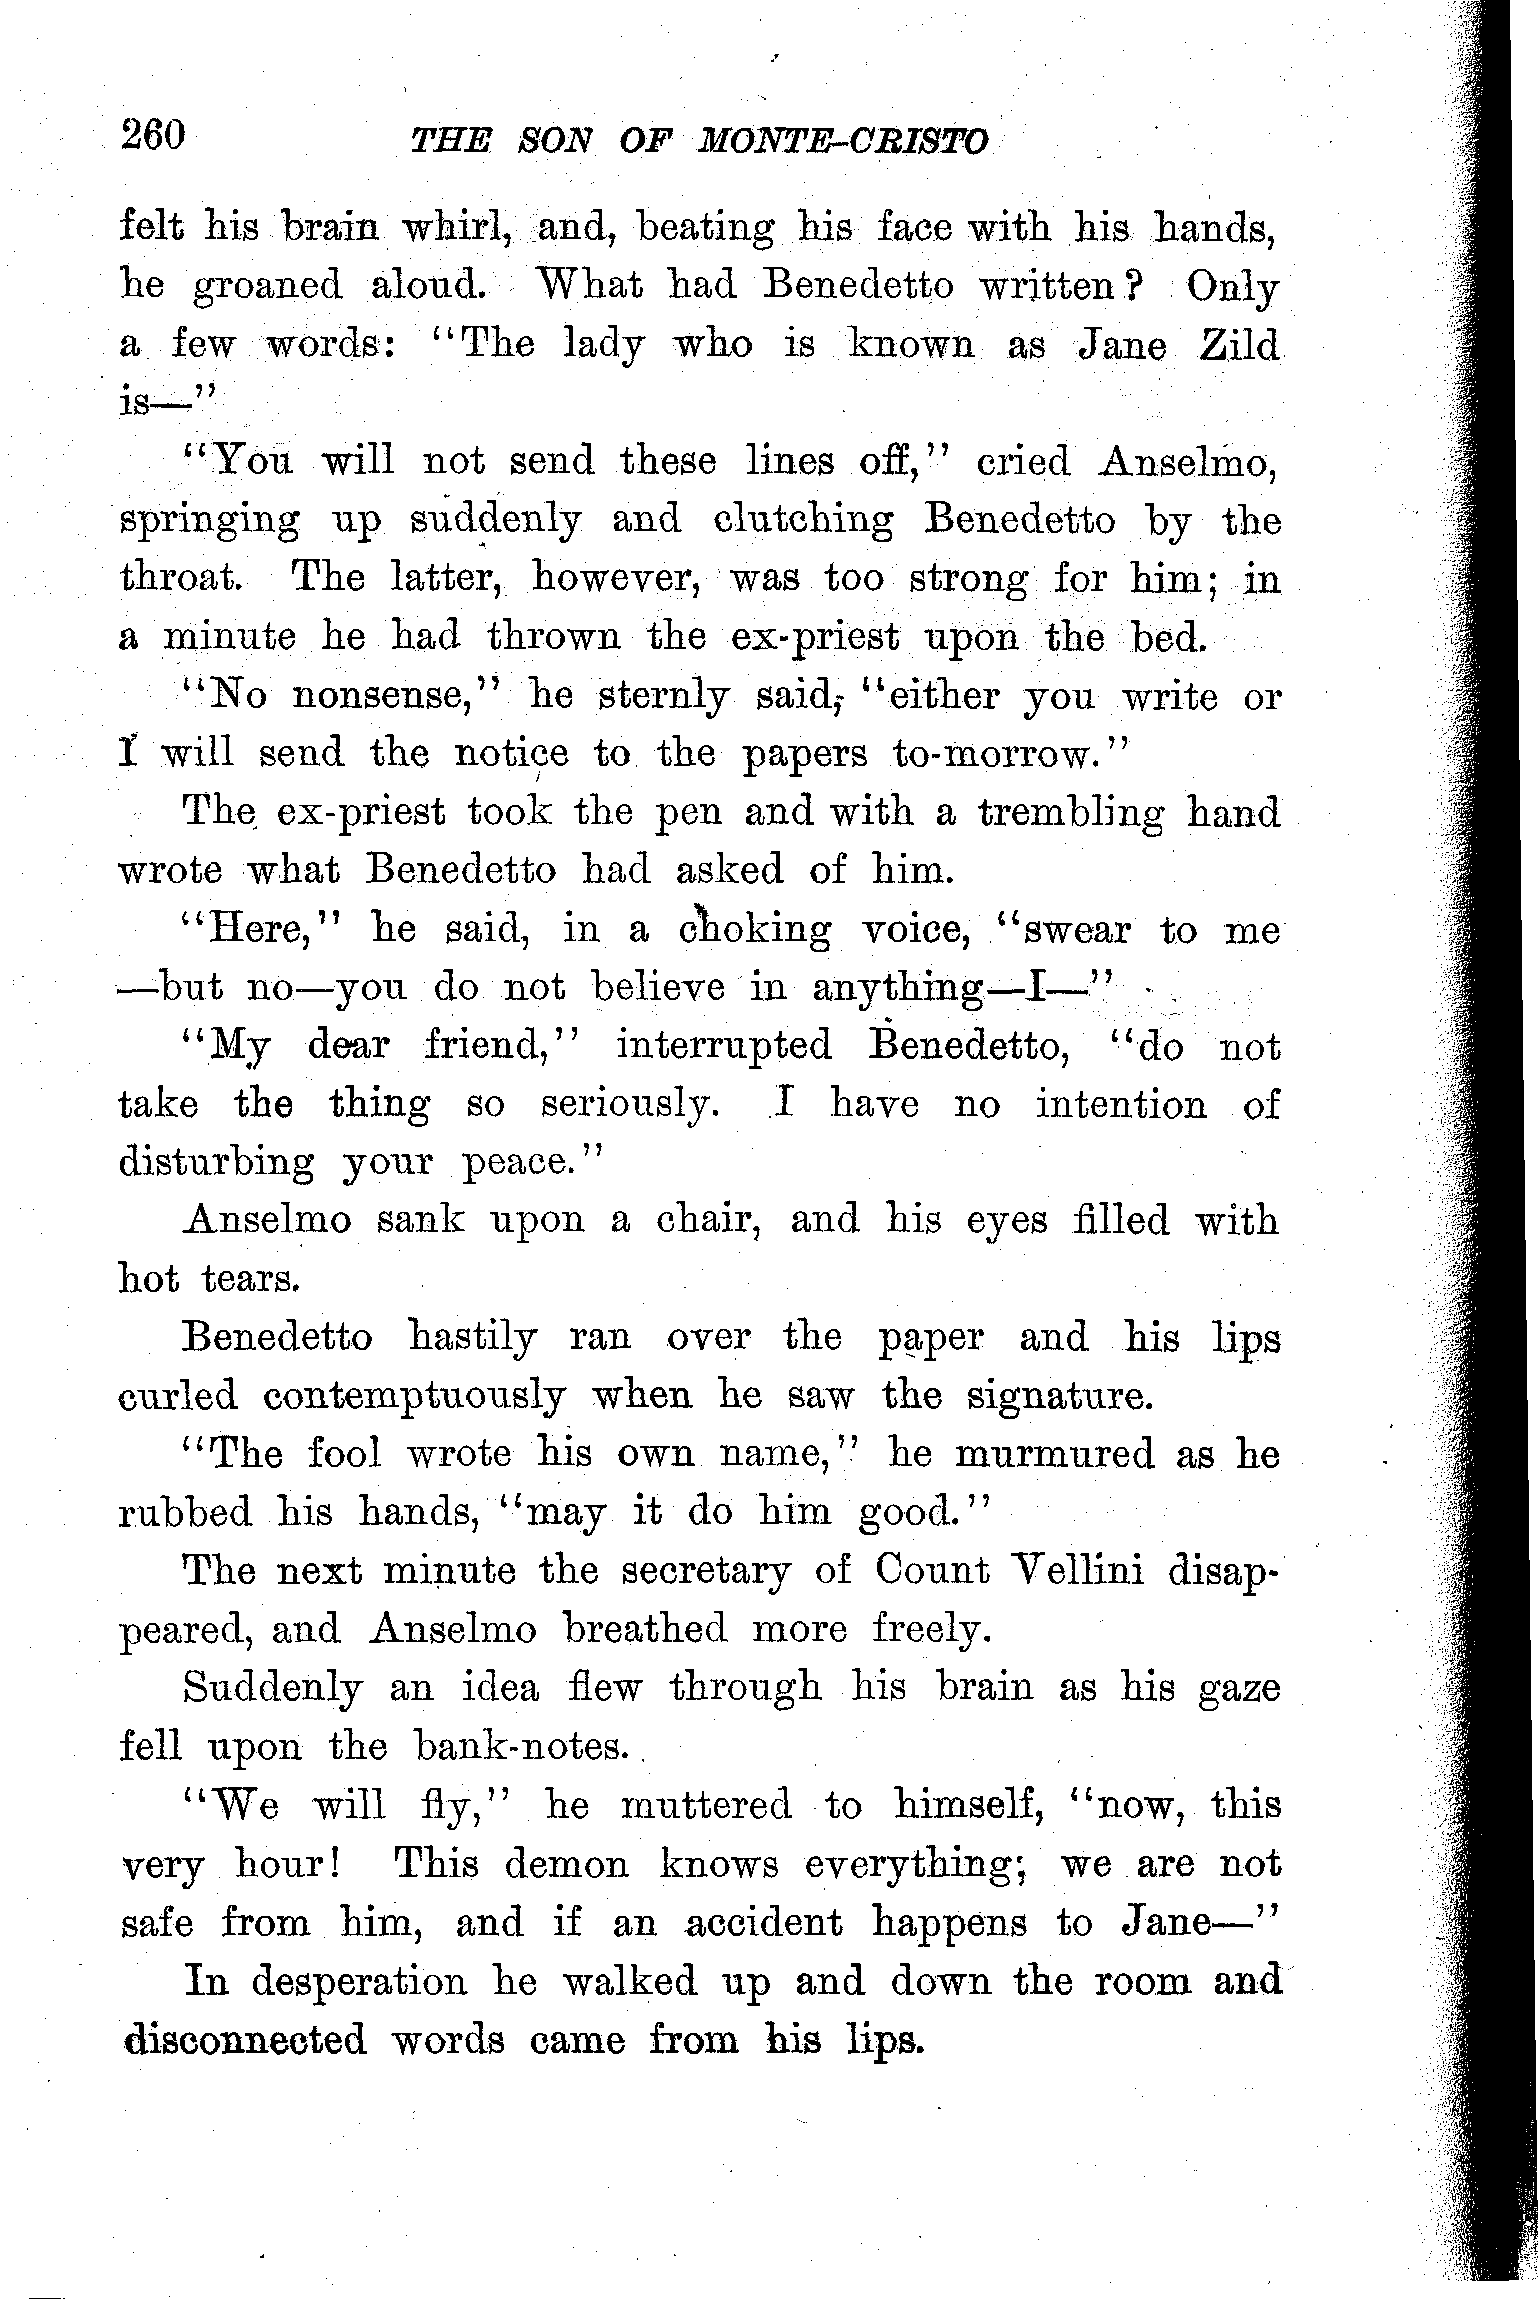 260 THE SON OF MONTE-CRISTO
felt his brain whirl, and, beating his face with his hands,
he groaned aloud. What had Benedetto written? Only
a few words: "The lady who is known as Jane Zild
is—"
"You will not send these lines off," cried Anselmo,
springing up suddenly and clutching Benedetto by the
throat. The latter, however, was too strong for him; in
a minute he had thrown the ex-priest upon the bed.
"No nonsense," he sternly said, "either you write or
I will send the notice to the papers to-morrow."
The ex-priest took the pen and with a trembling hand
wrote what Benedetto had asked of him.
"Here," he said, in a choking voice, "swear to me
—but no—you do not believe in anything—I—"
"My dear friend," interrupted Benedetto, "do not
take the thing so seriously. I have no intention of
disturbing your peace."
Anselmo sank upon a chair, and his eyes filled with
hot tears.
Benedetto hastily ran over the paper and his lips
curled contemptuously when he saw the signature.
"The fool wrote his own name," he murmured as he
rubbed his hands, "may it do him good."
The next minute the secretary of Count Vellini disap-
peared, and Anselmo breathed more freely.
Suddenly an idea flew through his brain as his gaze
fell upon the bank-notes.
"We will fly," he muttered to himself, "now, this
very hour! This demon knows everything; we are not
safe from him, and if an accident happens to Jane—"
In desperation he walked up and down the room and
disconnected words came from his lips.